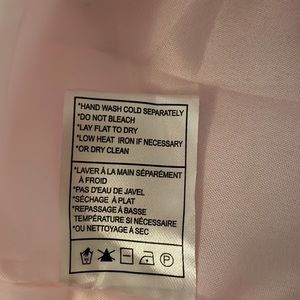 *HAND WASH COLD SEPARATELY
*DO NOT BLEACH
*LAY FLAT TO DRY
*LOW HEAT IRON IF NECESSARY
*OR DRY CLEAN
*LAVER À LA MAIN SÉPARÉMENT
À FROID
*PAS D'EAU DE JAVEL
*SÉCHAGE À PLAT
*REPASSAGE À BASSE
TEMPÉRATURE SI NÉCESSAIRE
*OU NETTOYAGE À SEC
P